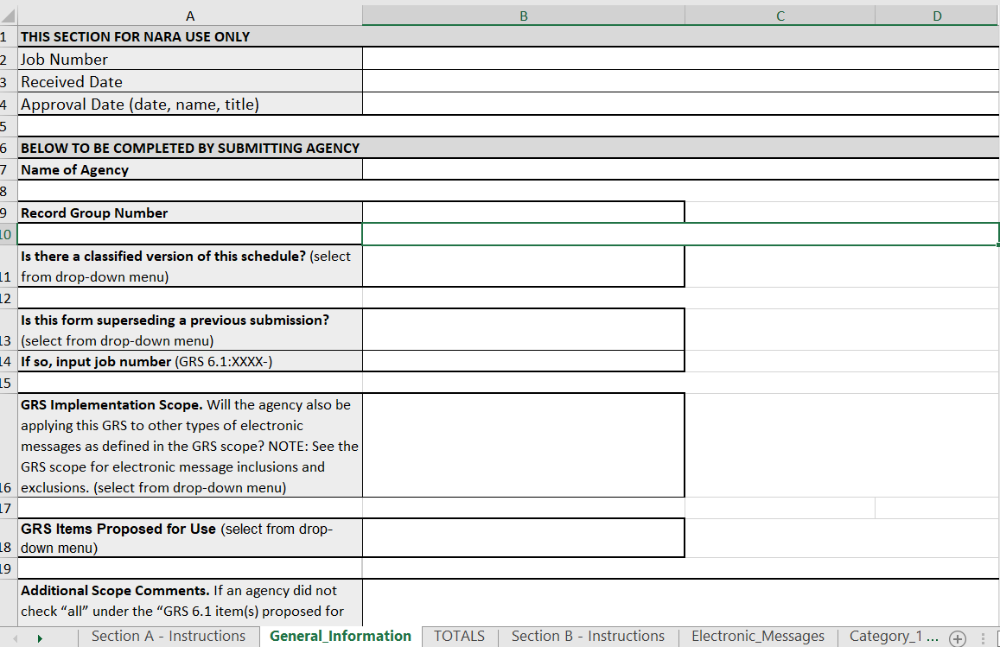 A B C D
1 THIS SECTION FOR NARA USE ONLY
2 Job Number
3 Received Date
4 Approval Date (date, name, title)
5
6 BELOW TO BE COMPLETED BY SUBMITTING AGENCY
7 Name of Agency
8
9 Record Group Number
10
Is there a classified version of this schedule? (select
11 from drop-down menu)
12
Is this form superseding a previous submission?
13 (select from drop-down menu)
14 If so, input job number (GRS 6.1:XXXX-)
15
GRS Implementation Scope. Will the agency also be
applying this GRS to other types of electronic
messages as defined in the GRS scope? NOTE: See the
GRS scope for electronic message inclusions and
16 exclusions. (select from drop-down menu)
17
GRS Items Proposed for Use (select from drop-
18 down menu)
19
Additional Scope Comments. If an agency did not
check “all” under the “GRS 6.1 item(s) proposed for
Section A - Instructions General_Information TOTALS Section B - Instructions Electronic_Messages Category_1 ...